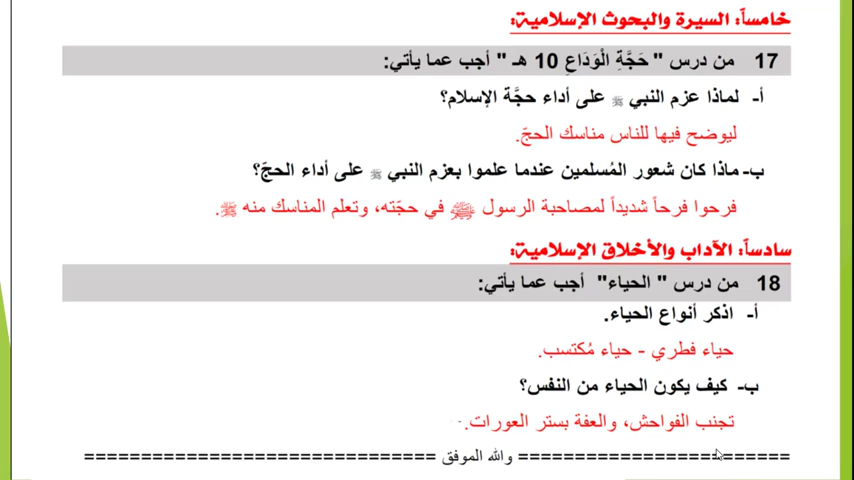 خامساً: السيرة والبحوث الإسلامية:
17 من درس " حَجَّةِ الْوَدَاعِ 10 هـ " أجب عما يأتي:
أ- لماذا عزم النبي ﷺ على أداء حجَّة الإسلام؟
ليوضح فيها للناس مناسك الحجّ.
ب- ماذا كان شعور المُسلمين عندما علموا بعزم النبي ﷺ على أداء الحجّ؟
فرحوا فرحاً شديداً لمصاحبة الرسول ﷺ في حجّته، وتعلم المناسك منه ﷺ.
سادساً: الآداب والأخلاق الإسلامية:
18 من درس " الحياء" أجب عما يأتي:
أ- اذكر أنواع الحياء.
حياء فطري - حياء مُكتسب.
ب- كيف يكون الحياء من النفس؟
تجنب الفواحش، والعفة بستر العورات.
======================== والله الموفق ===============================